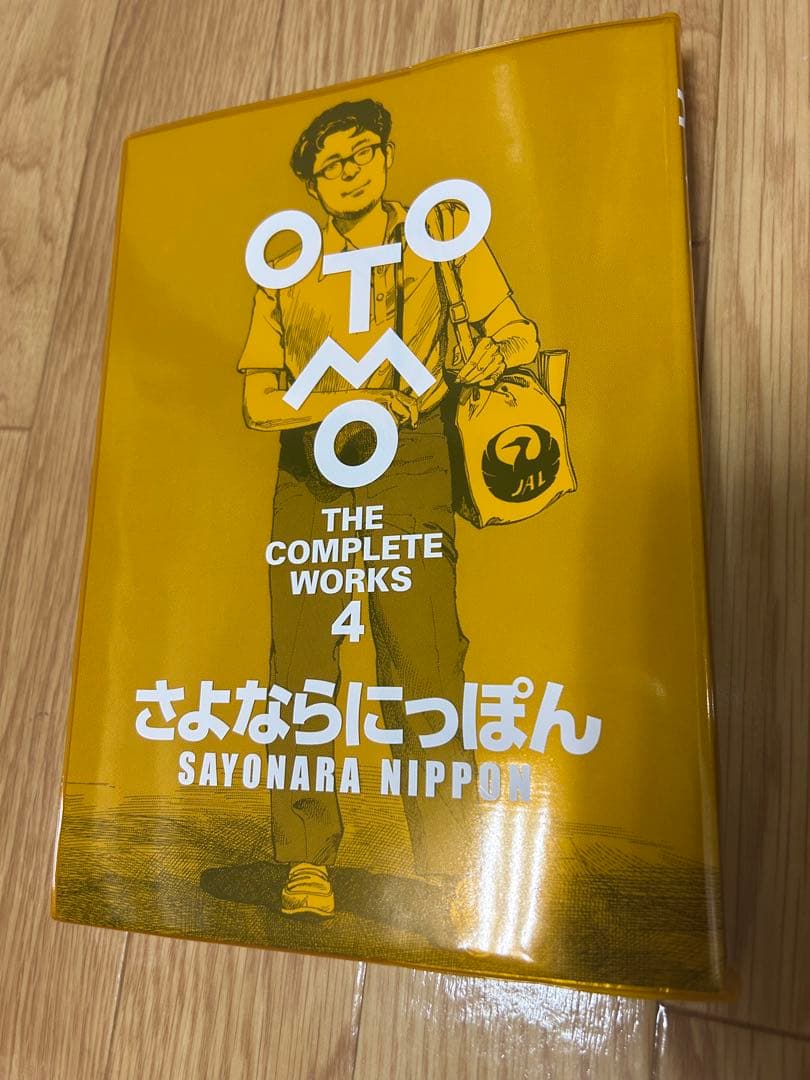 OTOMO
THE
COMPLETE
WORKS
4
さよならにっぽん
SAYONARA NIPPON
JAL